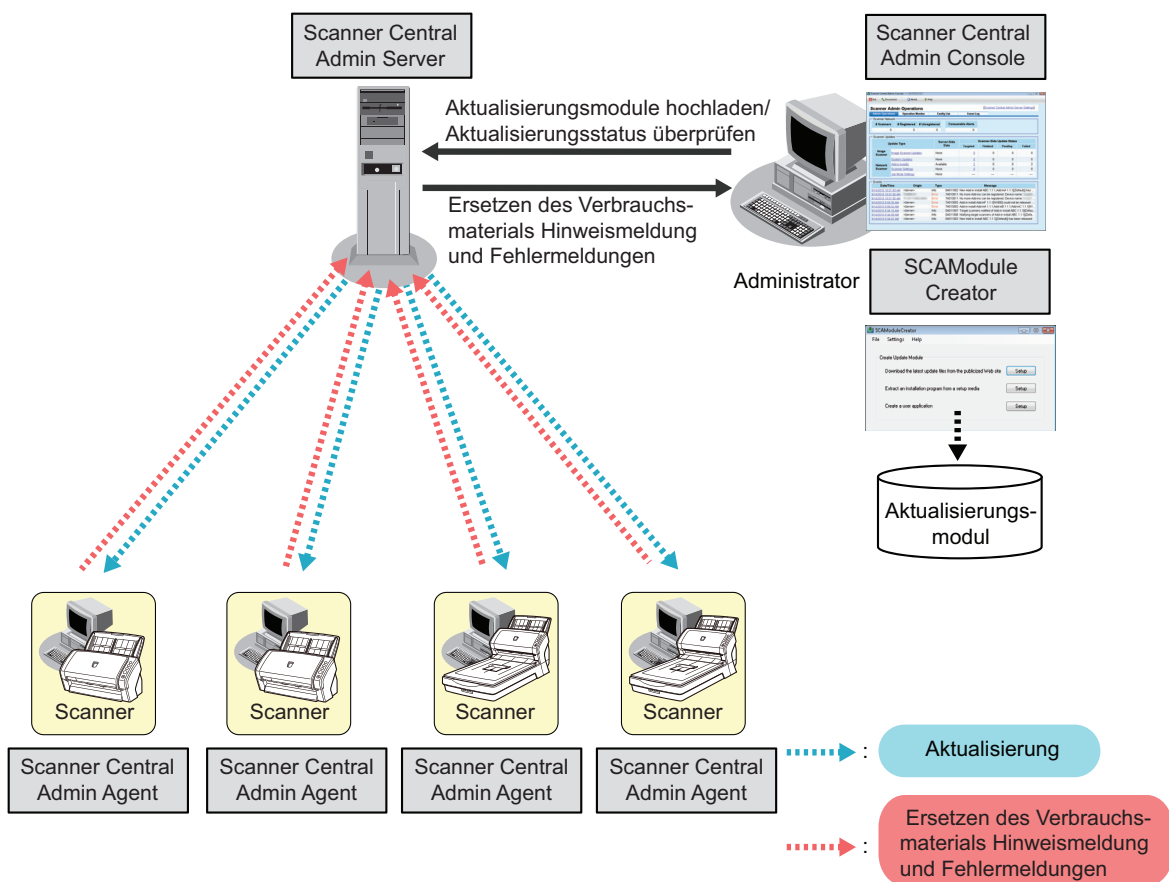 Scanner Central
Admin Server
Scanner Central
Admin Console
Aktualisierungsmodule hochladen/
Aktualisierungsstatus überprüfen
Ersetzen des Verbrauchs-
materials Hinweismeldung
und Fehlermeldungen
Scanner Admin Operations
Administrator
SCAModule
Creator
SCAModuleCreator
File Settings Help
Create Update Module
Download the latest update files from the publicized Web site Setup
Extract an installation program from a setup media Setup
Create a user application Setup
Aktualisierungs-
modul
Scanner
Scanner
Scanner
Scanner
Scanner Central
Admin Agent
Scanner Central
Admin Agent
Scanner Central
Admin Agent
Scanner Central
Admin Agent
: Aktualisierung
: Ersetzen des Verbrauchs-
materials Hinweismeldung
und Fehlermeldungen